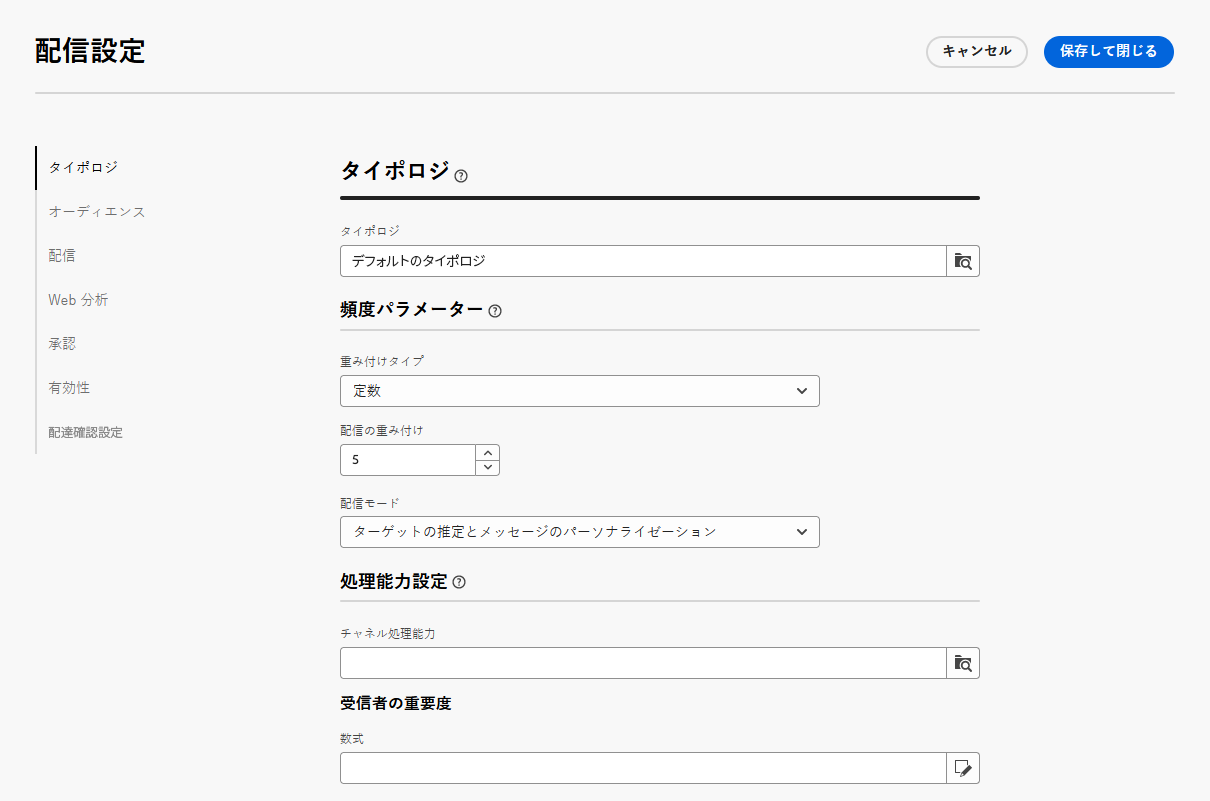 配信設定
キャンセル
保存して閉じる
タイポロジ
オーディエンス
配信
Web 分析
承認
有効性
配達確認設定
タイポロジ
タイポロジ
デフォルトのタイポロジ
頻度パラメーター
重み付けタイプ
定数
配信の重み付け
5
配信モード
ターゲットの推定とメッセージのパーソナライゼーション
処理能力設定
チャネル処理能力
受信者の重要度
数式